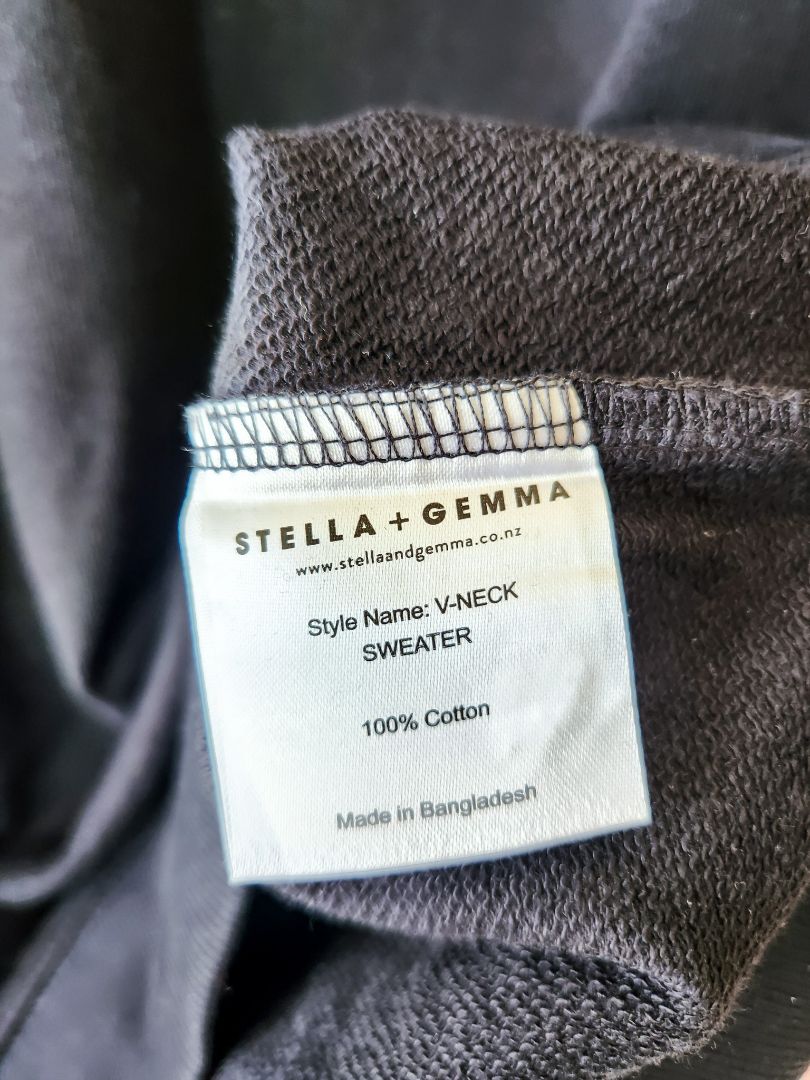 STELLA + GEMMA
www.stellaandgemma.co.nz
Style Name: V-NECK
SWEATER
100% Cotton
Made in Bangladesh